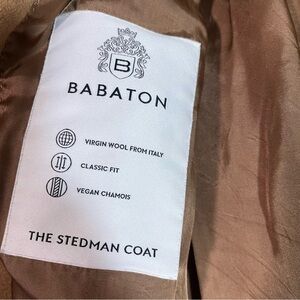 B
BABATON
VIRGIN WOOL FROM ITALY
CLASSIC FIT
VEGAN CHAMOIS
THE STEDMAN COAT